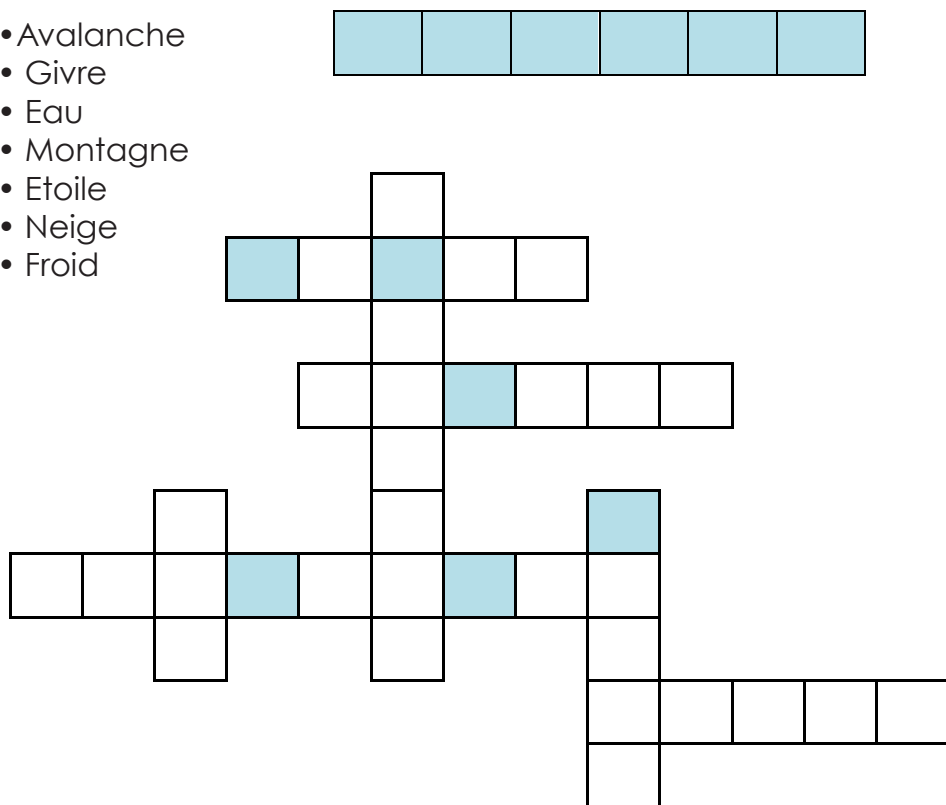 •Avalanche
• Givre
• Eau
• Montagne
• Etoile
• Neige
• Froid